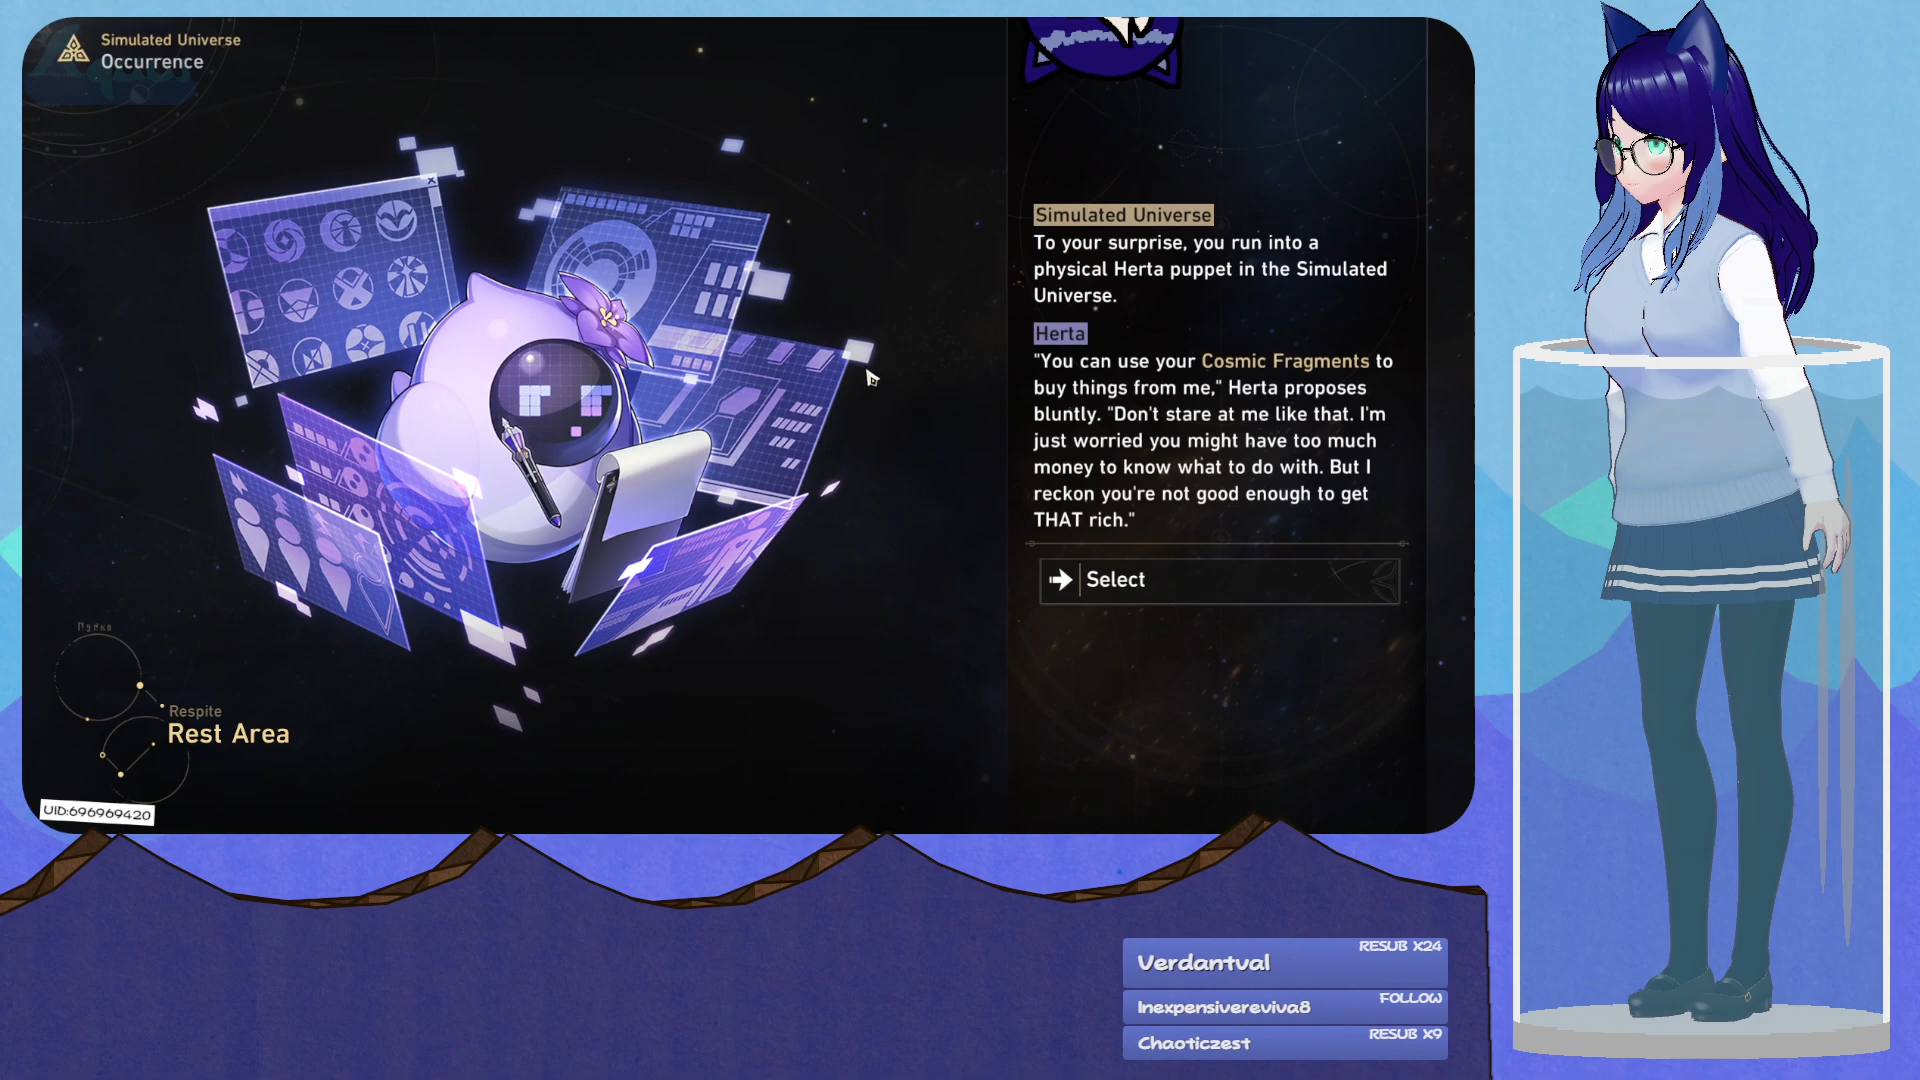 Simulated Universe
Occurrence
Simulated Universe
To your surprise, you run into a
physical Herta puppet in the Simulated
Universe.
Herta
"You can use your Cosmic Fragments to
buy things from me," Herta proposes
bluntly. "Don't stare at me like that. I'm
just worried you might have too much
money to know what to do with. But I
reckon you're not good enough to get
THAT rich."
Select
Respite
Rest Area
UID:696969420
RESUB X24
Verdantval
FOLLOW
Inexpensivereviva8
RESUB X9
Chaoticzest